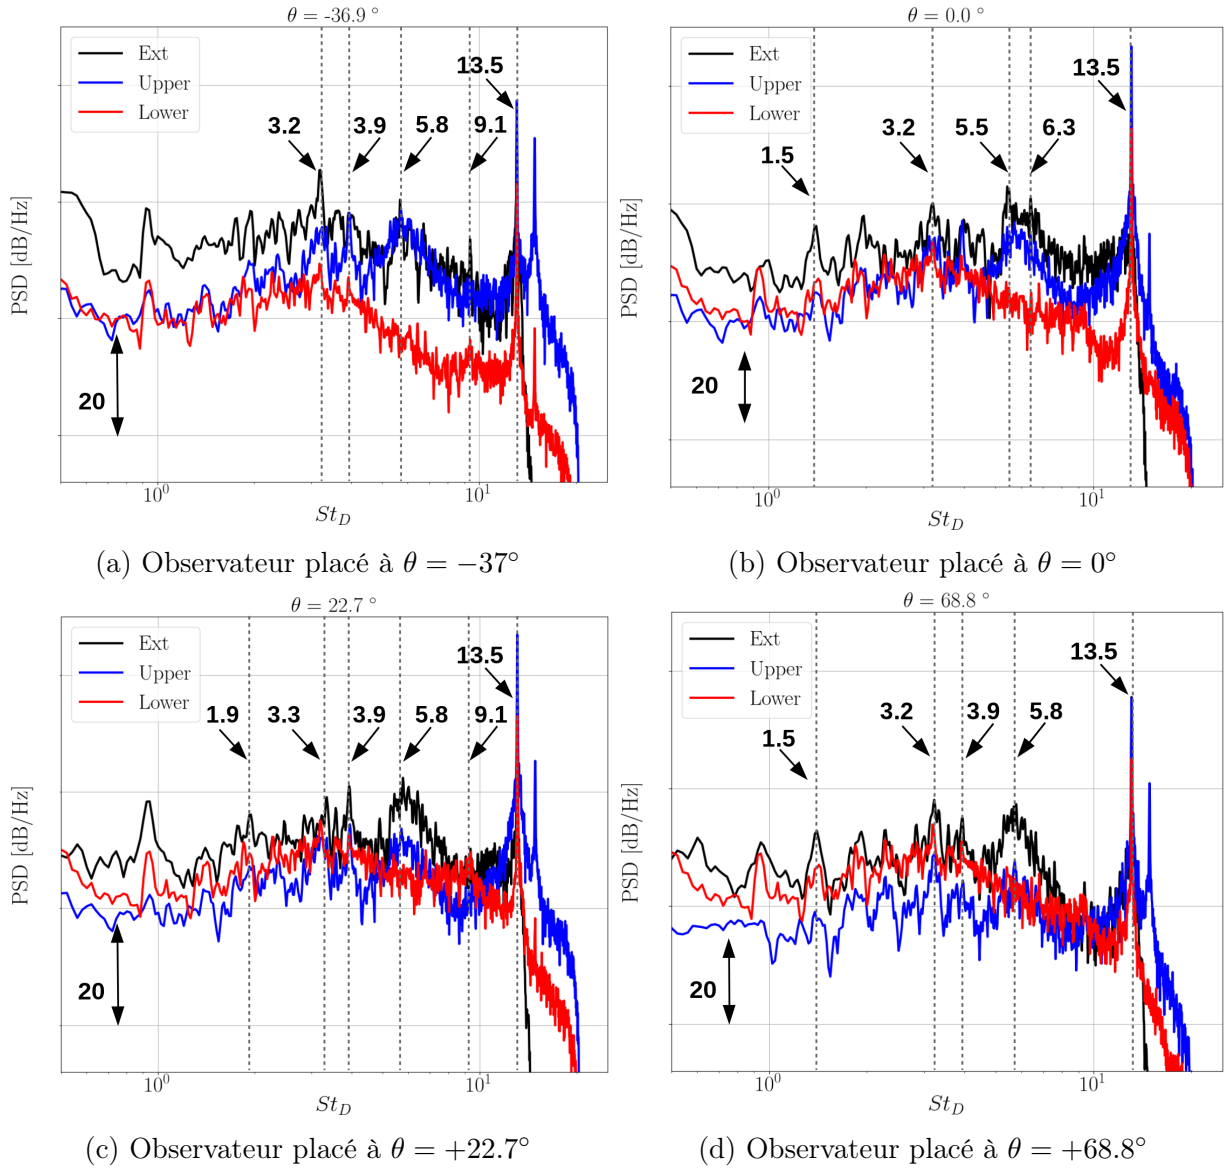 θ = -36.9 °
Ext
Upper
Lower
13.5
3.2
3.9
5.8
9.1
20
PSD [dB/Hz]
10⁰
10¹
St_D
(a) Observateur placé à θ = −37°
θ = 0.0 °
Ext
Upper
Lower
13.5
1.5
3.2
5.5
6.3
20
PSD [dB/Hz]
10⁰
10¹
St_D
(b) Observateur placé à θ = 0°
θ = 22.7 °
Ext
Upper
Lower
13.5
1.9
3.3
3.9
5.8
9.1
20
PSD [dB/Hz]
10⁰
10¹
St_D
(c) Observateur placé à θ = +22.7°
θ = 68.8 °
Ext
Upper
Lower
13.5
1.5
3.2
3.9
5.8
20
PSD [dB/Hz]
10⁰
10¹
St_D
(d) Observateur placé à θ = +68.8°